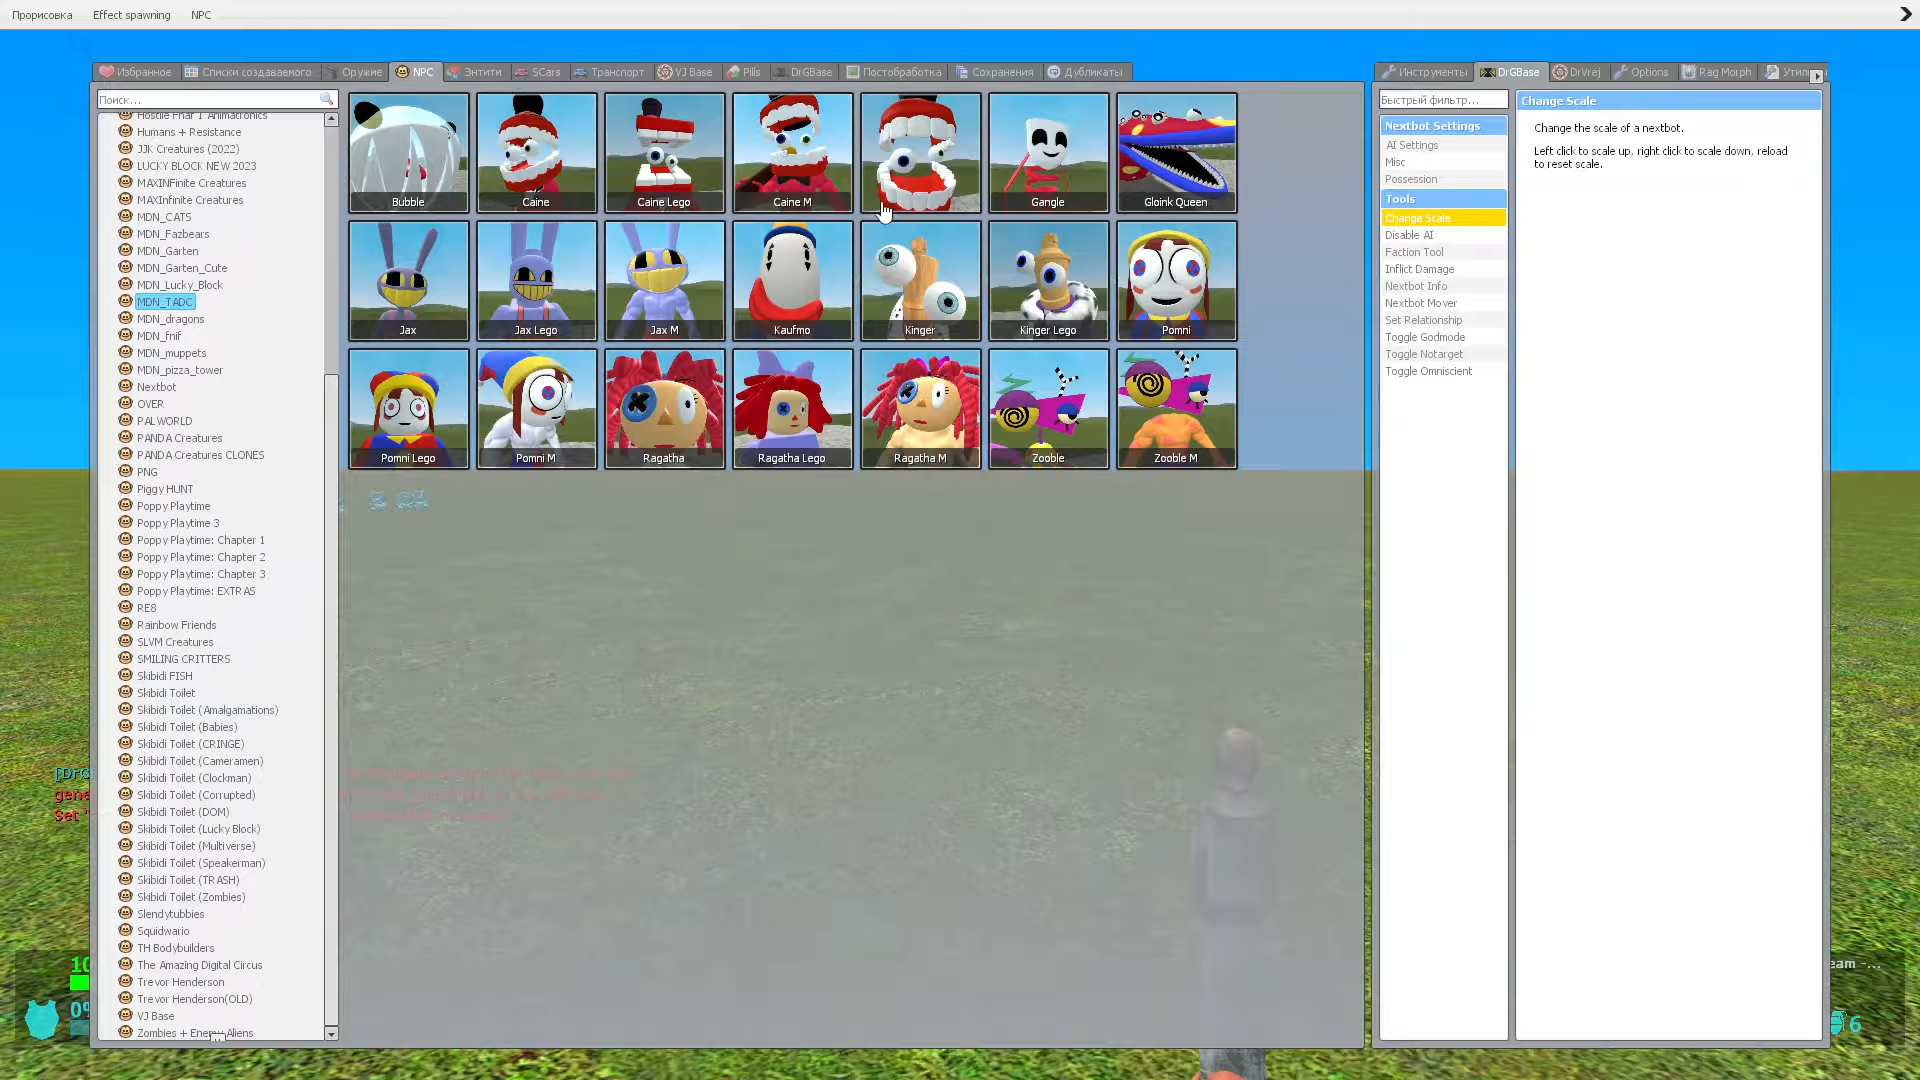 Прорисовка Effect spawning NPC
Избранное Списки создаваемого Оружие NPC Энтити SCars Транспорт VJ Base Pills DrGBase Постобработка Сохранения Дубликаты
Инструменты DrGBase DrVrej Options Rag Morph
Поиск...
Hostile Fnaf 1 Animatronics
Humans + Resistance
JJK Creatures (2022)
LUCKY BLOCK NEW 2023
MAXINFinite Creatures
MAXInfinite Creatures
MDN_CATS
MDN_Fazbears
MDN_Garten
MDN_Garten_Cute
MDN_Lucky_Block
MDN_TADC
MDN_dragons
MDN_fnif
MDN_muppets
MDN_pizza_tower
Nextbot
OVER
PALWORLD
PANDA Creatures
PANDA Creatures CLONES
PNG
Piggy HUNT
Poppy Playtime
Poppy Playtime 3
Poppy Playtime: Chapter 1
Poppy Playtime: Chapter 2
Poppy Playtime: Chapter 3
Poppy Playtime: EXTRAS
RE8
Rainbow Friends
SLVM Creatures
SMILING CRITTERS
Skibidi FISH
Skibidi Toilet
Skibidi Toilet (Amalgamations)
Skibidi Toilet (Babies)
Skibidi Toilet (CRINGE)
Skibidi Toilet (Cameramen)
Skibidi Toilet (Clockman)
Skibidi Toilet (Corrupted)
Skibidi Toilet (DOM)
Skibidi Toilet (Lucky Block)
Skibidi Toilet (Multiverse)
Skibidi Toilet (Speakerman)
Skibidi Toilet (TRASH)
Skibidi Toilet (Zombies)
Slendytubbies
Squidwario
TH Bodybuilders
The Amazing Digital Circus
Trevor Henderson
Trevor Henderson(OLD)
VJ Base
Zombies + Enemy Aliens
Bubble Caine Caine Lego Caine M Gangle Gloink Queen
Jax Jax Lego Jax M Kaufmo Kinger Kinger Lego Pomni
Pomni Lego Pomni M Ragatha Ragatha Lego Ragatha M Zooble Zooble M
Быстрый фильтр...
Nextbot Settings
AI Settings
Misc
Possession
Tools
Change Scale
Disable AI
Faction Tool
Inflict Damage
Nextbot Info
Nextbot Mover
Set Relationship
Toggle Godmode
Toggle Notarget
Toggle Omniscient
Change Scale
Change the scale of a nextbot.
Left click to scale up, right click to scale down, reload
to reset scale.
[DrG
gene
Set
10
0%
eam -...
6